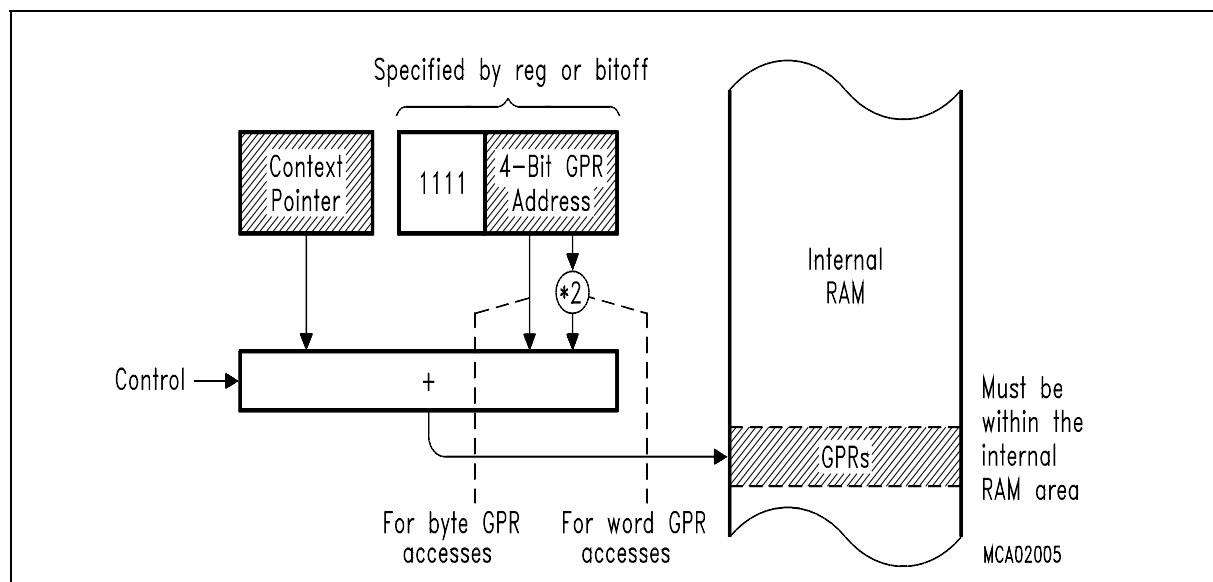 Specified by reg or bitoff
Context
Pointer
1111
4-Bit GPR
Address
*2
Internal
RAM
Control
+
Must be
within the
internal
RAM area
GPRs
For byte GPR
accesses
For word GPR
accesses
MCA02005